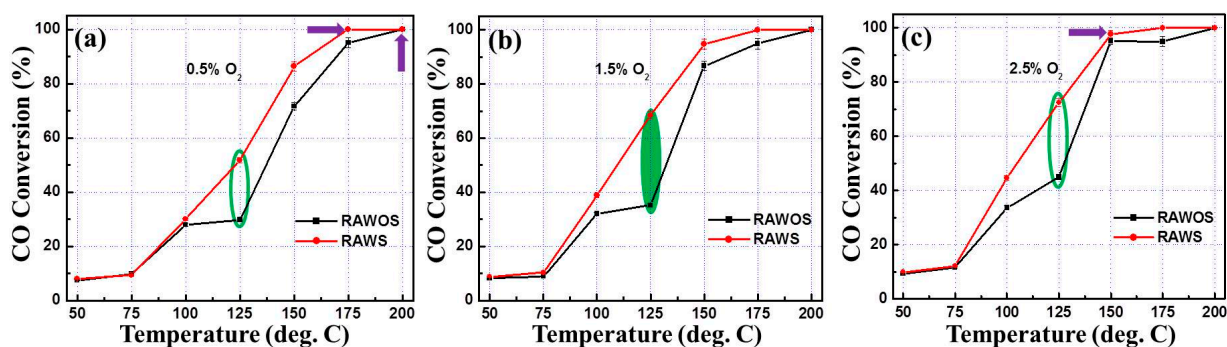 (a)
0.5% O₂
CO Conversion (%)
100
80
60
40
20
0
RAWOS
RAWS
50 75 100 125 150 175 200
Temperature (deg. C)
(b)
1.5% O₂
CO Conversion (%)
100
80
60
40
20
0
RAWOS
RAWS
50 75 100 125 150 175 200
Temperature (deg. C)
(c)
2.5% O₂
CO Conversion (%)
100
80
60
40
20
0
RAWOS
RAWS
50 75 100 125 150 175 200
Temperature (deg. C)